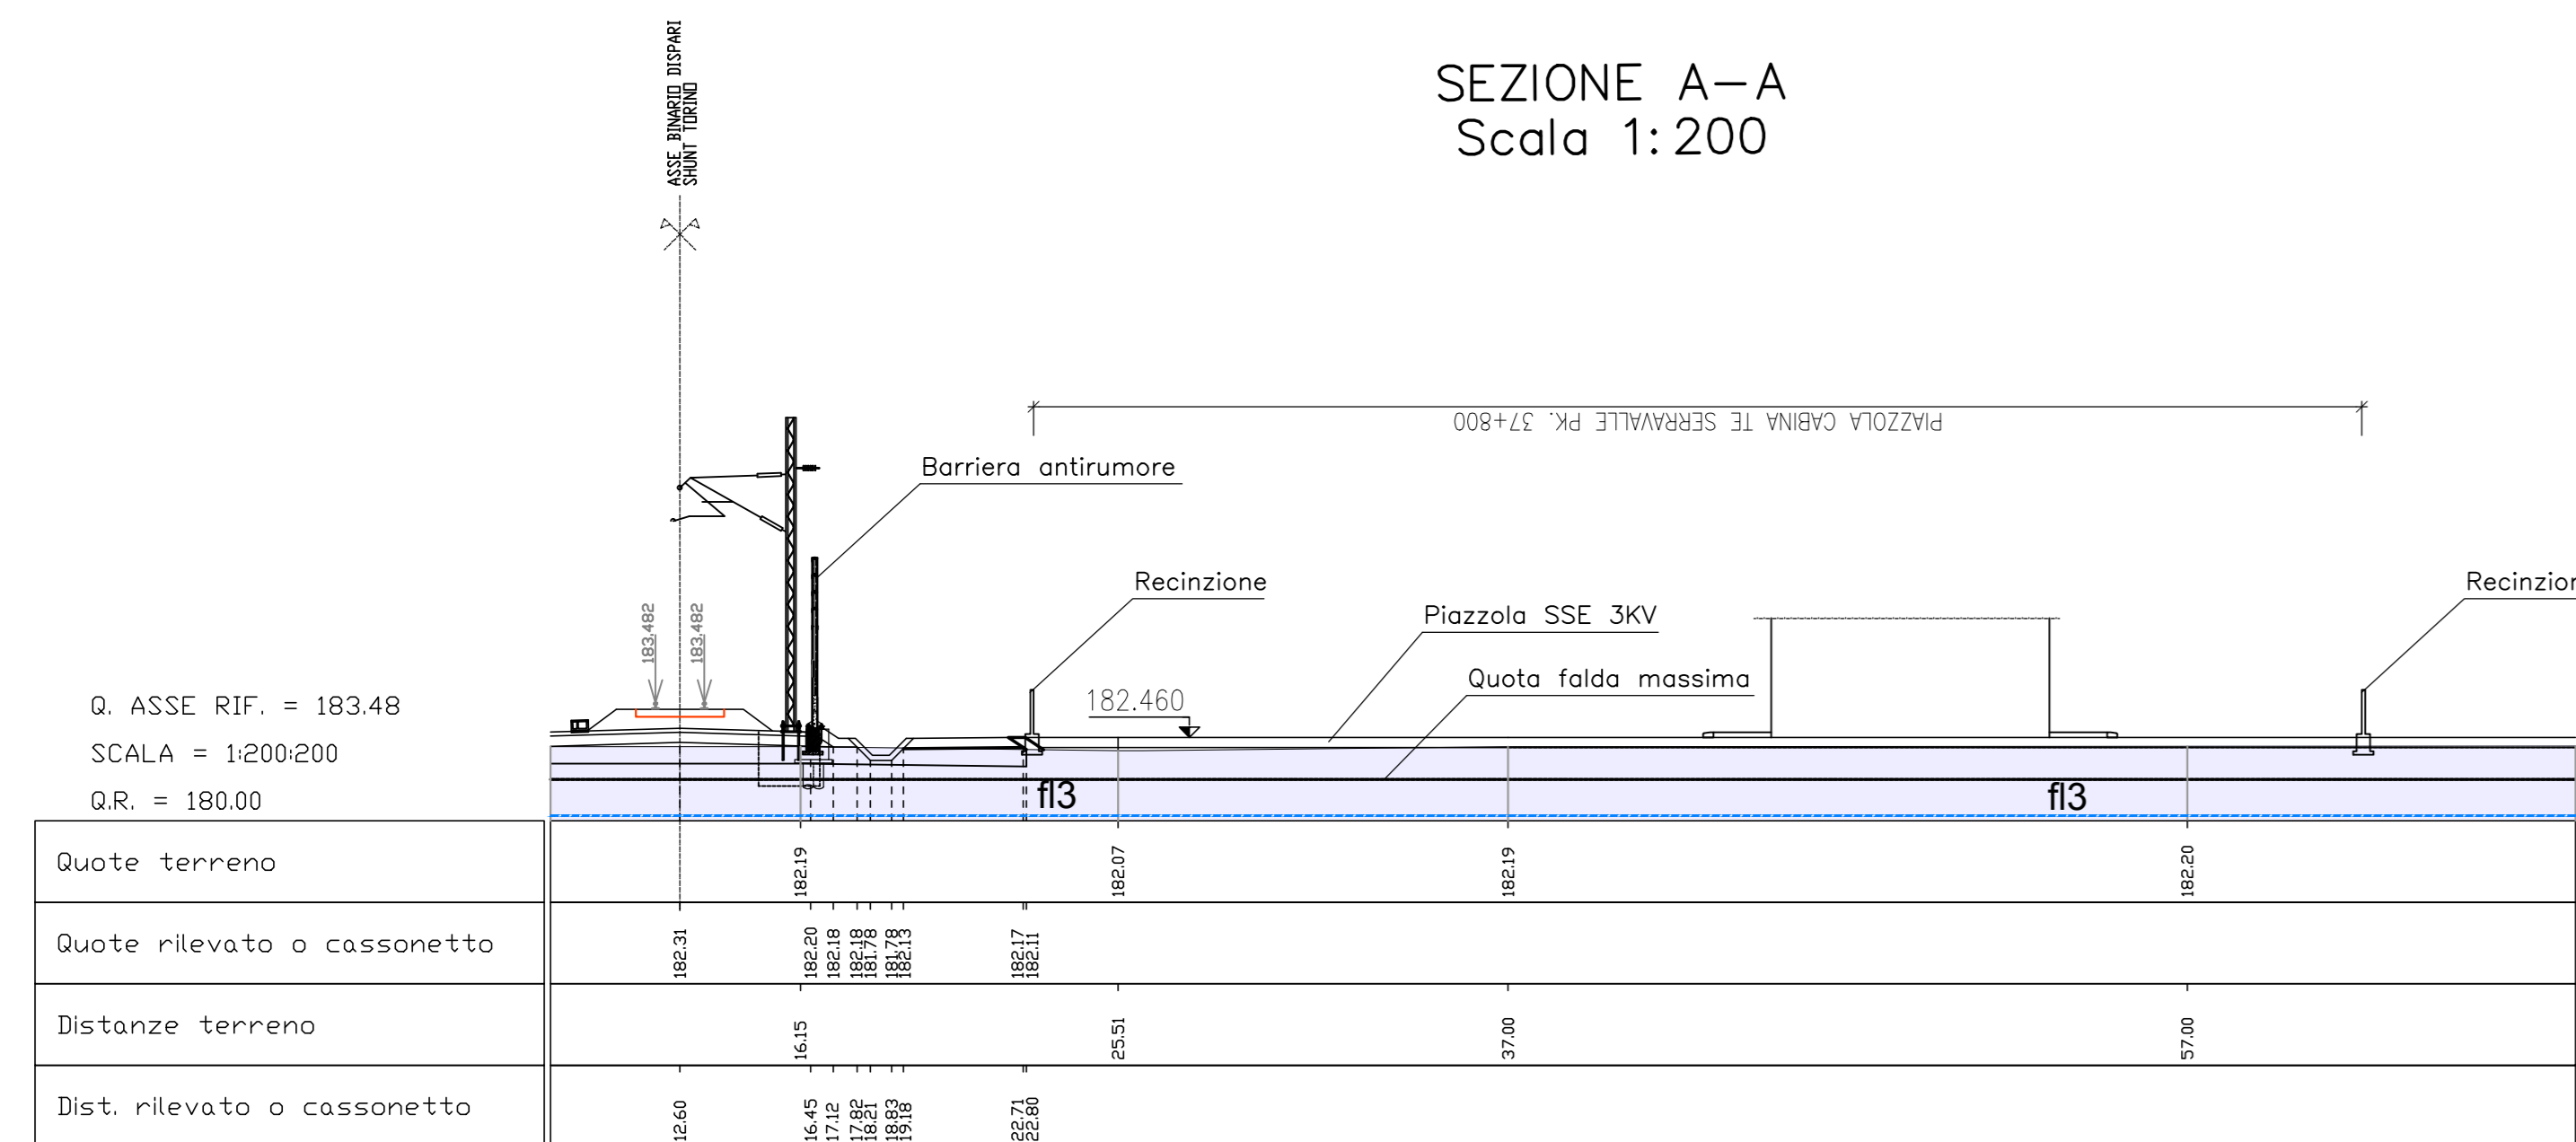 ASSE BINARIO DISPARI
SHUNT TORINO
SEZIONE A-A
Scala 1:200
PIAZZOLA CABINA TE SERRAVALLE PK. 37+800
Barriera antirumore
Recinzione
Recinzion
Piazzola SSE 3KV
Quota falda massima
183.482
183.482
182.460
Q. ASSE RIF. = 183.48
SCALA = 1:200:200
Q.R. = 180.00
fl3
fl3
Quote terreno
182.19
182.07
182.19
182.20
Quote rilevato o cassonetto
182.31
182.20
182.18
182.18
181.78
181.78
182.13
182.17
182.11
Distanze terreno
16.15
25.51
37.00
57.00
Dist. rilevato o cassonetto
12.60
16.45
17.12
17.82
18.21
18.83
19.18
22.71
22.80